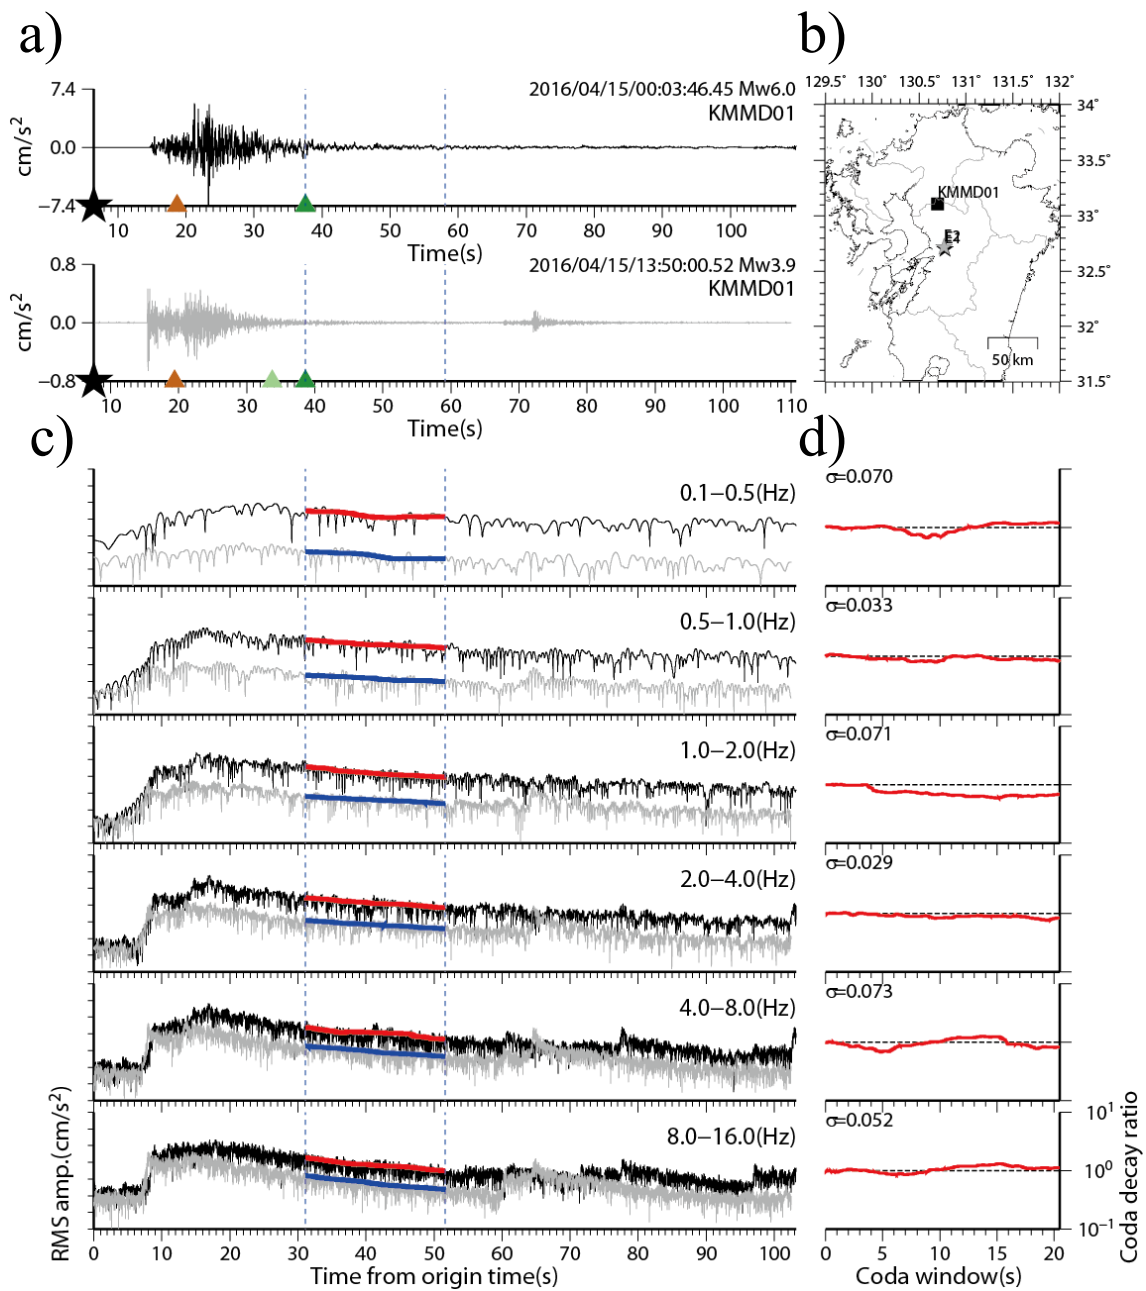 a)
7.4
0.0
−7.4
cm/s²
2016/04/15/00:03:46.45 Mw6.0
KMMD01
10 20 30 40 50 60 70 80 90 100
Time(s)
0.8
0.0
−0.8
cm/s²
2016/04/15/13:50:00.52 Mw3.9
KMMD01
10 20 30 40 50 60 70 80 90 100 110
Time(s)
b)
129.5° 130° 130.5° 131° 131.5° 132°
34°
33.5°
33°
32.5°
32°
31.5°
KMMD01
50 km
c)
0.1−0.5(Hz)
0.5−1.0(Hz)
1.0−2.0(Hz)
2.0−4.0(Hz)
4.0−8.0(Hz)
8.0−16.0(Hz)
RMS amp.(cm/s²)
0 10 20 30 40 50 60 70 80 90 100
Time from origin time(s)
d)
σ=0.070
σ=0.033
σ=0.071
σ=0.029
σ=0.073
σ=0.052
10¹
10⁰
10⁻¹
Coda decay ratio
0 5 10 15 20
Coda window(s)